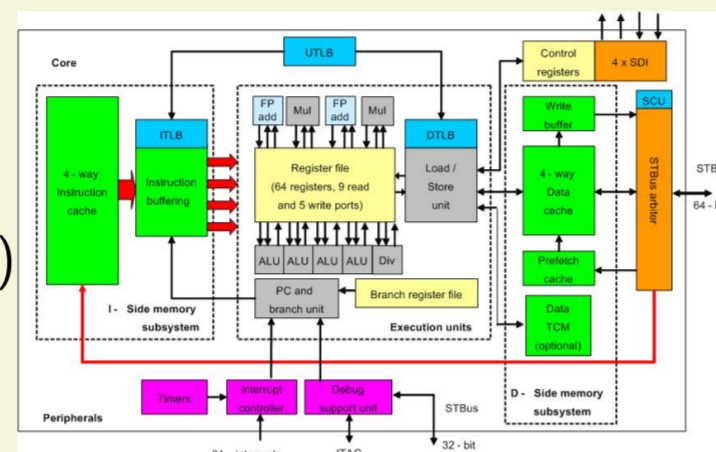 Core
UTLB
Control
registers
4 x SDI
ITLB
4 - way
Instruction
cache
Instruction
buffering
I - Side memory
subsystem
FP
add
Mul
FP
add
Mul
Register file
(64 registers, 9 read
and 5 write ports)
ALU
ALU
ALU
ALU
Div
DTLB
Load /
Store
unit
PC and
branch unit
Branch register file
Execution units
Write
buffer
4 - way
Data
cache
Prefetch
cache
Data
TCM
(optional)
D - Side memory
subsystem
SCU
STBus arbiter
STB
64 -
)
Timers
Interrupt
controller
Debug
support unit
STBus
32 - bit
Peripherals